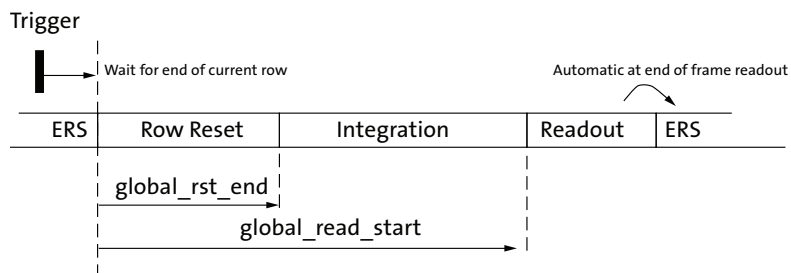 Trigger
Wait for end of current row
Automatic at end of frame readout
ERS
Row Reset
Integration
Readout
ERS
global_rst_end
global_read_start